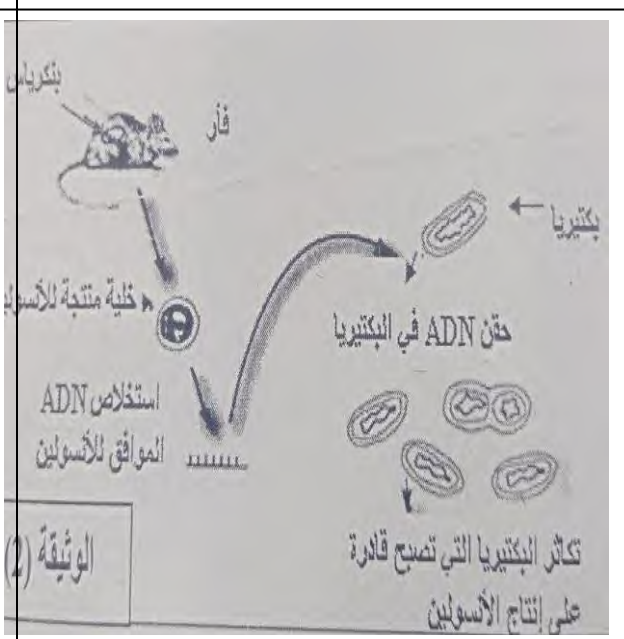 بنكرياس
فأر
بكتيريا
خلية منتجة للأنسولين
حقن ADN في البكتيريا
استخلاص ADN
الموافق للأنسولين
تكاثر البكتيريا التي تصبح قادرة
على إنتاج الأنسولين
الوثيقة (2)